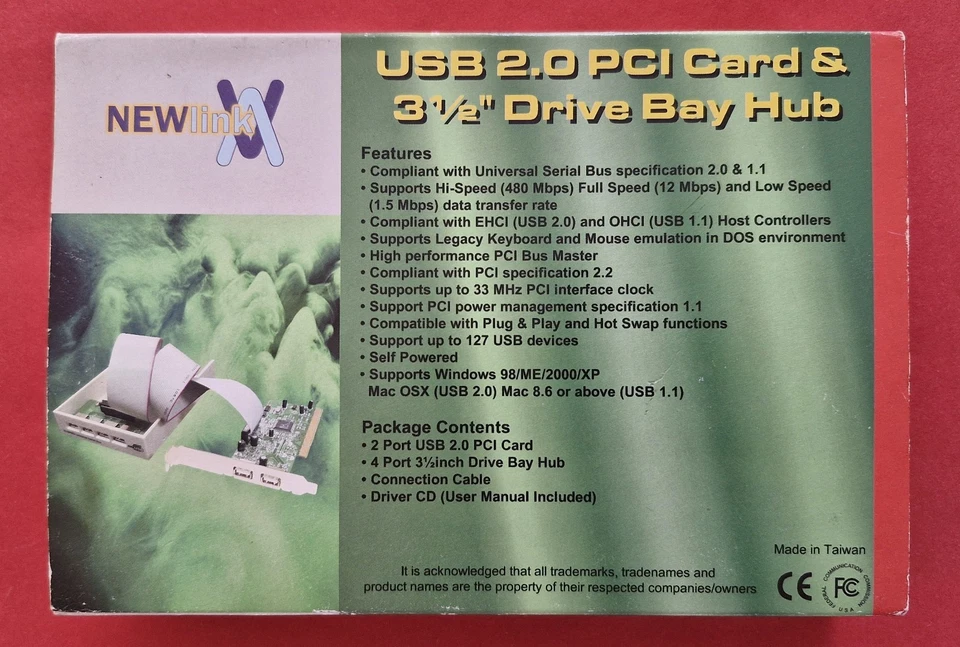 NEWlink
USB 2.0 PCI Card &
3½" Drive Bay Hub
Features
• Compliant with Universal Serial Bus specification 2.0 & 1.1
• Supports Hi-Speed (480 Mbps) Full Speed (12 Mbps) and Low Speed
(1.5 Mbps) data transfer rate
• Compliant with EHCI (USB 2.0) and OHCI (USB 1.1) Host Controllers
• Supports Legacy Keyboard and Mouse emulation in DOS environment
• High performance PCI Bus Master
• Compliant with PCI specification 2.2
• Supports up to 33 MHz PCI interface clock
• Support PCI power management specification 1.1
• Compatible with Plug & Play and Hot Swap functions
• Support up to 127 USB devices
• Self Powered
• Supports Windows 98/ME/2000/XP
Mac OSX (USB 2.0) Mac 8.6 or above (USB 1.1)
Package Contents
• 2 Port USB 2.0 PCI Card
• 4 Port 3½inch Drive Bay Hub
• Connection Cable
• Driver CD (User Manual Included)
Made in Taiwan
It is acknowledged that all trademarks, tradenames and
product names are the property of their respected companies/owners
CE
FEDERAL COMMUNICATION COMMISSION
FC
USA